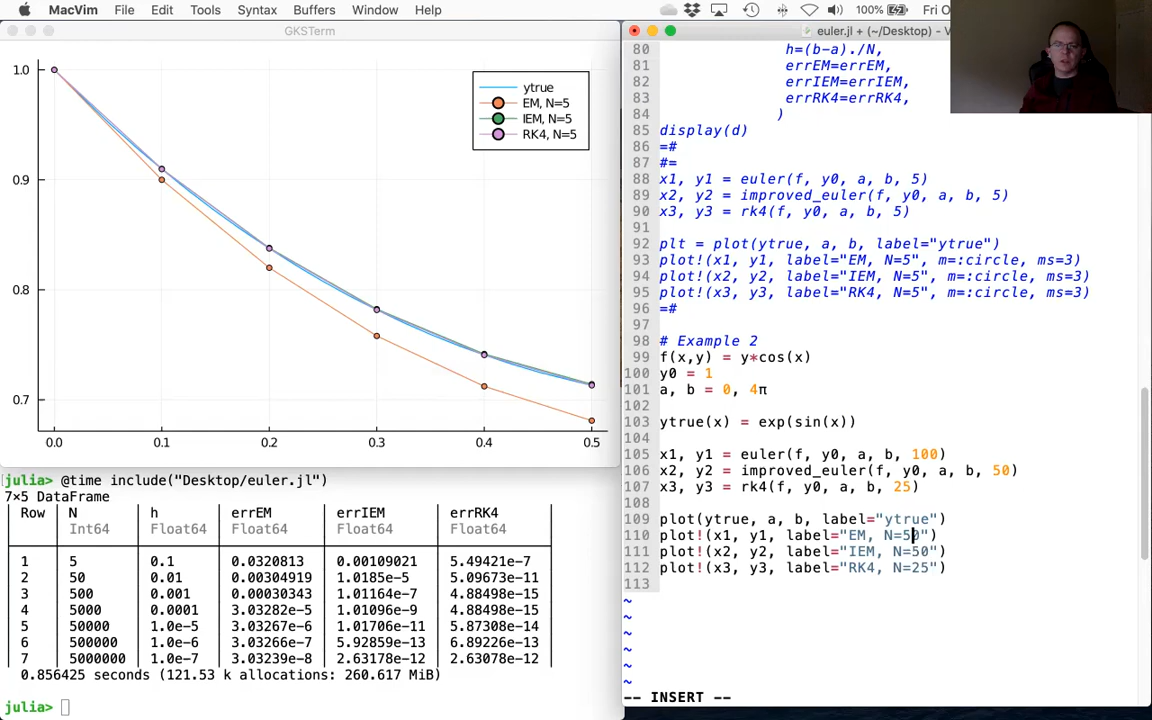 MacVim File Edit Tools Syntax Buffers Window Help 100% Fri O
GKSTerm
1.0
0.9
0.8
0.7
0.0 0.1 0.2 0.3 0.4 0.5
ytrue
EM, N=5
IEM, N=5
RK4, N=5
julia> @time include("Desktop/euler.jl")
7×5 DataFrame
Row N h errEM errIEM errRK4
Int64 Float64 Float64 Float64 Float64
1 5 0.1 0.0320813 0.00109021 5.49421e-7
2 50 0.01 0.00304919 1.0185e-5 5.09673e-11
3 500 0.001 0.00030343 1.01164e-7 4.88498e-15
4 5000 0.0001 3.03282e-5 1.01096e-9 4.88498e-15
5 50000 1.0e-5 3.03267e-6 1.01706e-11 5.87308e-14
6 500000 1.0e-6 3.03266e-7 5.92859e-13 6.89226e-13
7 5000000 1.0e-7 3.03239e-8 2.63178e-12 2.63078e-12
0.856425 seconds (121.53 k allocations: 260.617 MiB)
julia>
euler.jl + (~/Desktop) - V
80 h=(b-a)./N,
81 errEM=errEM,
82 errIEM=errIEM,
83 errRK4=errRK4,
84 )
85 display(d)
86 =#
87 #=
88 x1, y1 = euler(f, y0, a, b, 5)
89 x2, y2 = improved_euler(f, y0, a, b, 5)
90 x3, y3 = rk4(f, y0, a, b, 5)
91
92 plt = plot(ytrue, a, b, label="ytrue")
93 plot!(x1, y1, label="EM, N=5", m=:circle, ms=3)
94 plot!(x2, y2, label="IEM, N=5", m=:circle, ms=3)
95 plot!(x3, y3, label="RK4, N=5", m=:circle, ms=3)
96 =#
97
98 # Example 2
99 f(x,y) = y*cos(x)
100 y0 = 1
101 a, b = 0, 4π
102
103 ytrue(x) = exp(sin(x))
104
105 x1, y1 = euler(f, y0, a, b, 100)
106 x2, y2 = improved_euler(f, y0, a, b, 50)
107 x3, y3 = rk4(f, y0, a, b, 25)
108
109 plot(ytrue, a, b, label="ytrue")
110 plot!(x1, y1, label="EM, N=50")
111 plot!(x2, y2, label="IEM, N=50")
112 plot!(x3, y3, label="RK4, N=25")
113
~
~
~
~
~
~
-- INSERT --